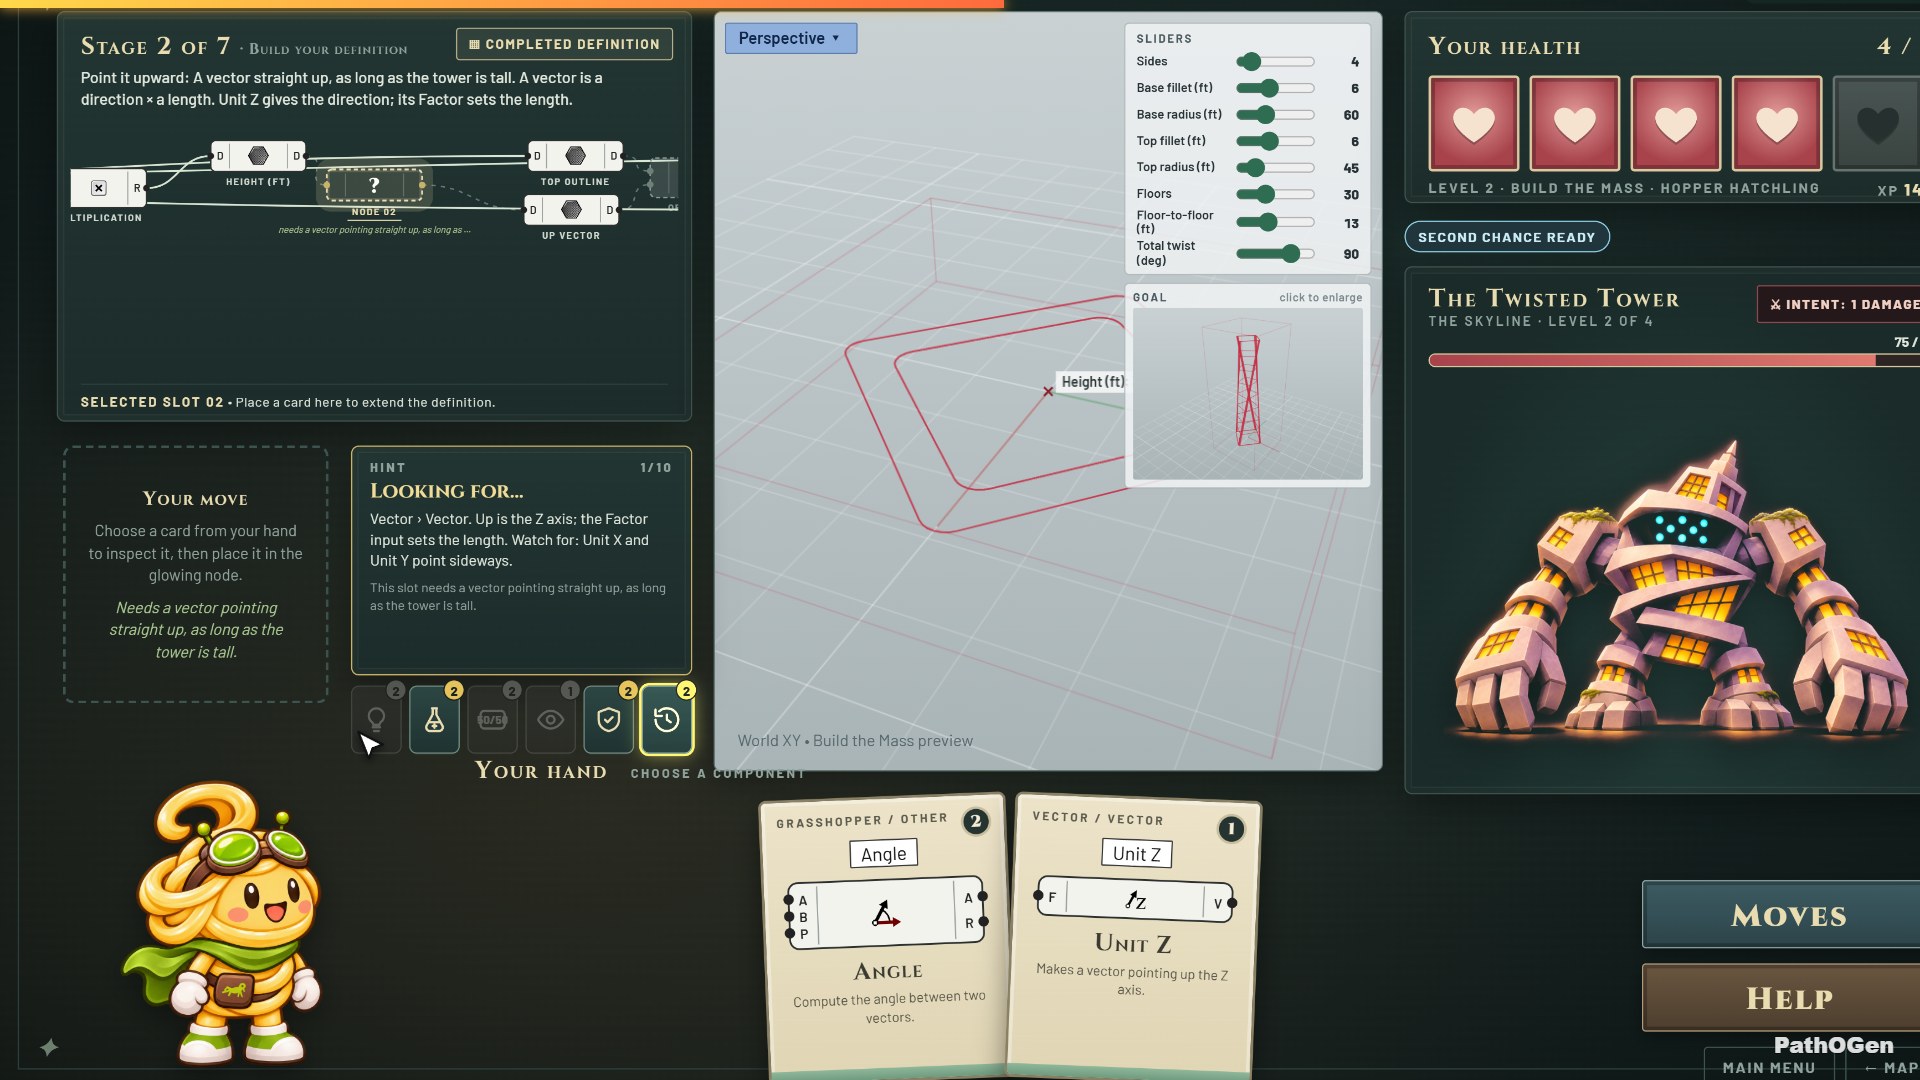 STAGE 2 OF 7 · BUILD YOUR DEFINITION
COMPLETED DEFINITION
Point it upward: A vector straight up, as long as the tower is tall. A vector is a
direction × a length. Unit Z gives the direction; its Factor sets the length.
D D
HEIGHT (FT)
D D
TOP OUTLINE
R
LTIPLICATION
?
NODE 02
needs a vector pointing straight up, as long as ...
D D
UP VECTOR
SELECTED SLOT 02 • Place a card here to extend the definition.
YOUR MOVE
Choose a card from your hand
to inspect it, then place it in the
glowing node.
Needs a vector pointing
straight up, as long as the
tower is tall.
HINT 1/10
LOOKING FOR...
Vector › Vector. Up is the Z axis; the Factor
input sets the length. Watch for: Unit X and
Unit Y point sideways.
This slot needs a vector pointing straight up, as long
as the tower is tall.
2 2 2 1 2 2
50/50
YOUR HAND CHOOSE A COMPONENT
Perspective ▾
SLIDERS
Sides 4
Base fillet (ft) 6
Base radius (ft) 60
Top fillet (ft) 6
Top radius (ft) 45
Floors 30
Floor-to-floor
(ft) 13
Total twist
(deg) 90
GOAL click to enlarge
Height (ft)
World XY • Build the Mass preview
YOUR HEALTH 4 /
LEVEL 2 · BUILD THE MASS · HOPPER HATCHLING XP 14
SECOND CHANCE READY
THE TWISTED TOWER
THE SKYLINE · LEVEL 2 OF 4
INTENT: 1 DAMAGE
75 /
GRASSHOPPER / OTHER 2
Angle
A
B
P
A
R
ANGLE
Compute the angle between two
vectors.
VECTOR / VECTOR 1
Unit Z
F Z V
UNIT Z
Makes a vector pointing up the Z
axis.
MOVES
HELP
PathOGen
MAIN MENU
← MAP